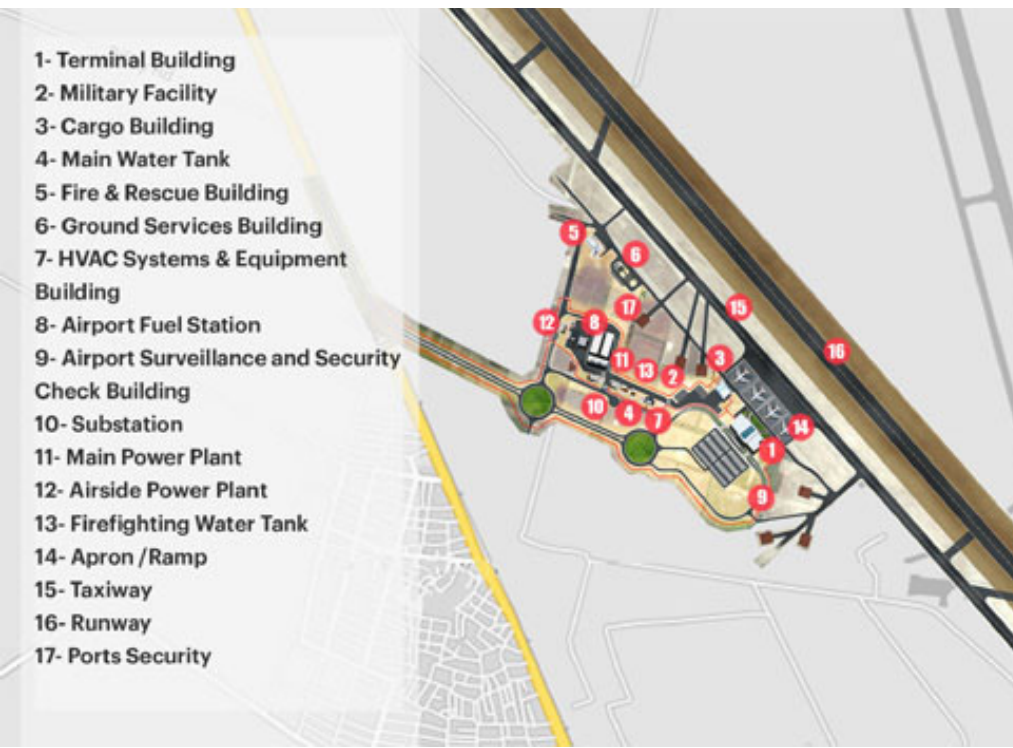 1- Terminal Building
2- Military Facility
3- Cargo Building
4- Main Water Tank
5- Fire & Rescue Building
6- Ground Services Building
7- HVAC Systems & Equipment
Building
8- Airport Fuel Station
9- Airport Surveillance and Security
Check Building
10- Substation
11- Main Power Plant
12- Airside Power Plant
13- Firefighting Water Tank
14- Apron /Ramp
15- Taxiway
16- Runway
17- Ports Security
5
6
17
15
12
8
16
11
13
3
2
10
4
7
14
1
9